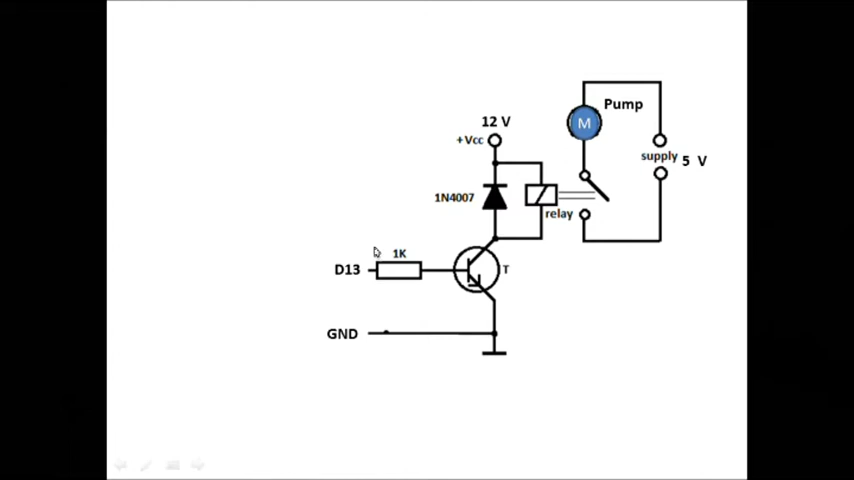 Pump
M
12 V
+Vcc
supply 5 V
1N4007
relay
1K
D13
T
GND